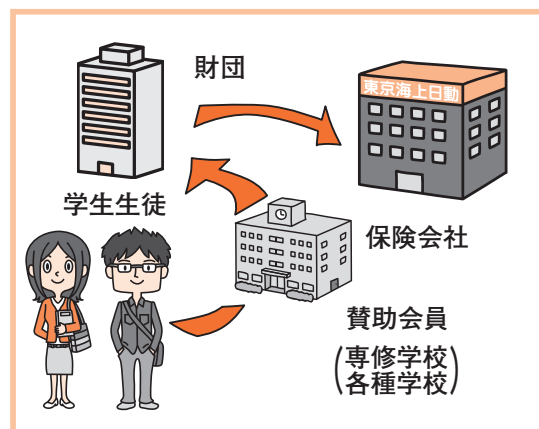 財団
東京海上日動
学生生徒
保険会社
賛助会員
(専修学校
各種学校)